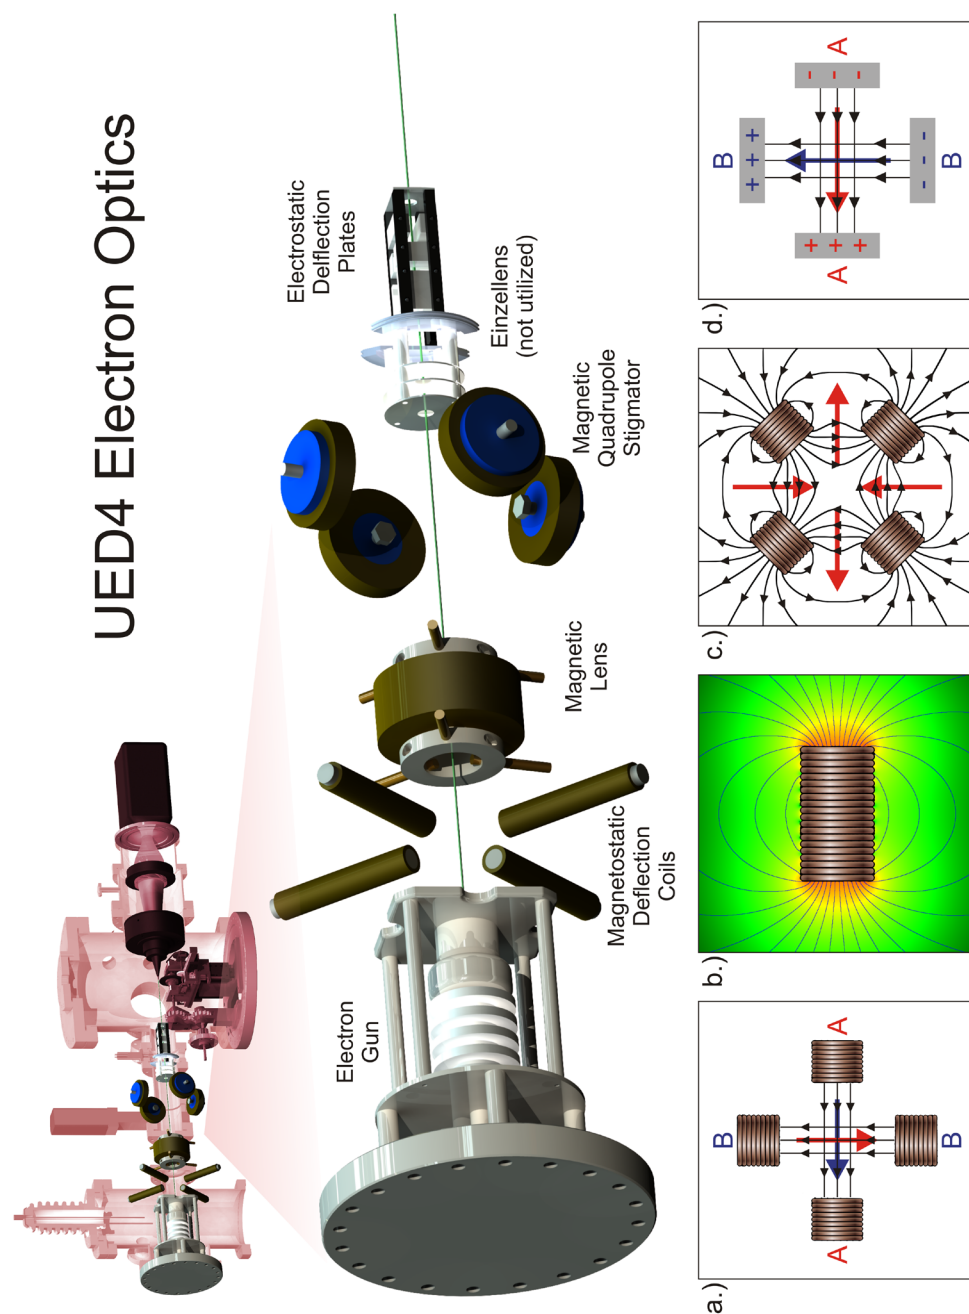 UED4 Electron Optics
Electron
Gun
Magnetostatic
Deflection
Coils
Magnetic
Lens
Magnetic
Quadrupole
Stigmator
Einzellens
(not utilized)
Electrostatic
Delflection
Plates
a.)
B
A
A
B
b.)
c.)
d.)
B
+ + +
A
+ + +
- - -
A
- - -
B